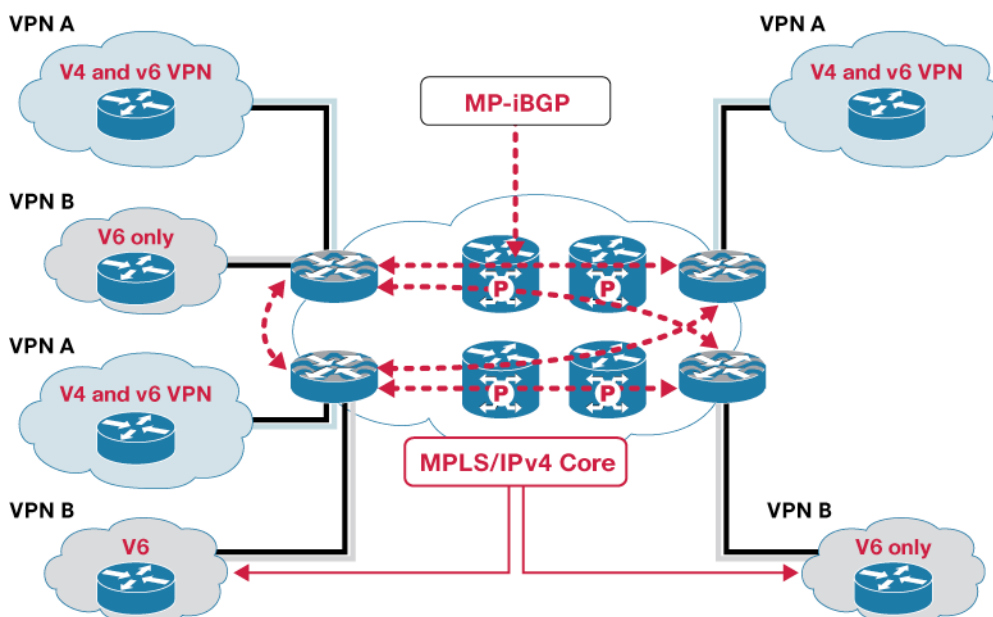 VPN A
V4 and v6 VPN
VPN A
V4 and v6 VPN
MP-iBGP
VPN B
V6 only
P
P
VPN A
V4 and v6 VPN
P
P
MPLS/IPv4 Core
VPN B
V6
VPN B
V6 only